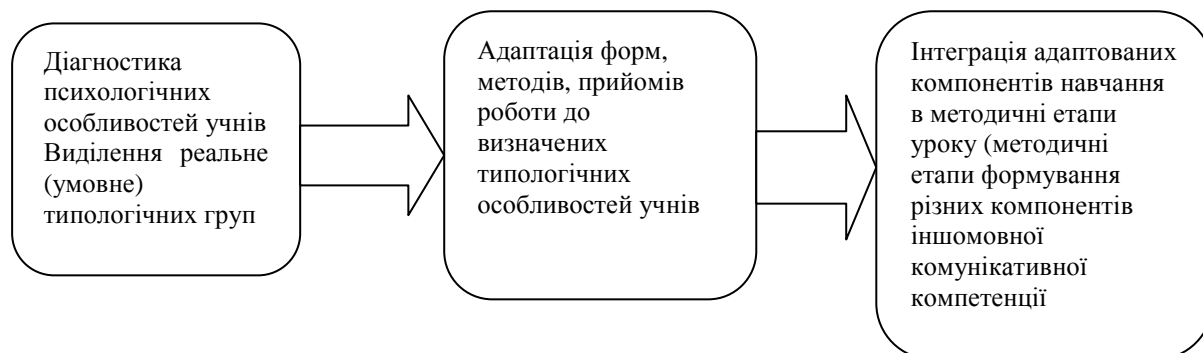 Діагностика
психологічних
особливостей учнів
Виділення реальне
(умовне)
типологічних груп
Адаптація форм,
методів, прийомів
роботи до
визначених
типологічних
особливостей учнів
Інтеграція адаптованих
компонентів навчання
в методичні етапи
уроку (методичні
етапи формування
різних компонентів
іншомовної
комунікативної
компетенції